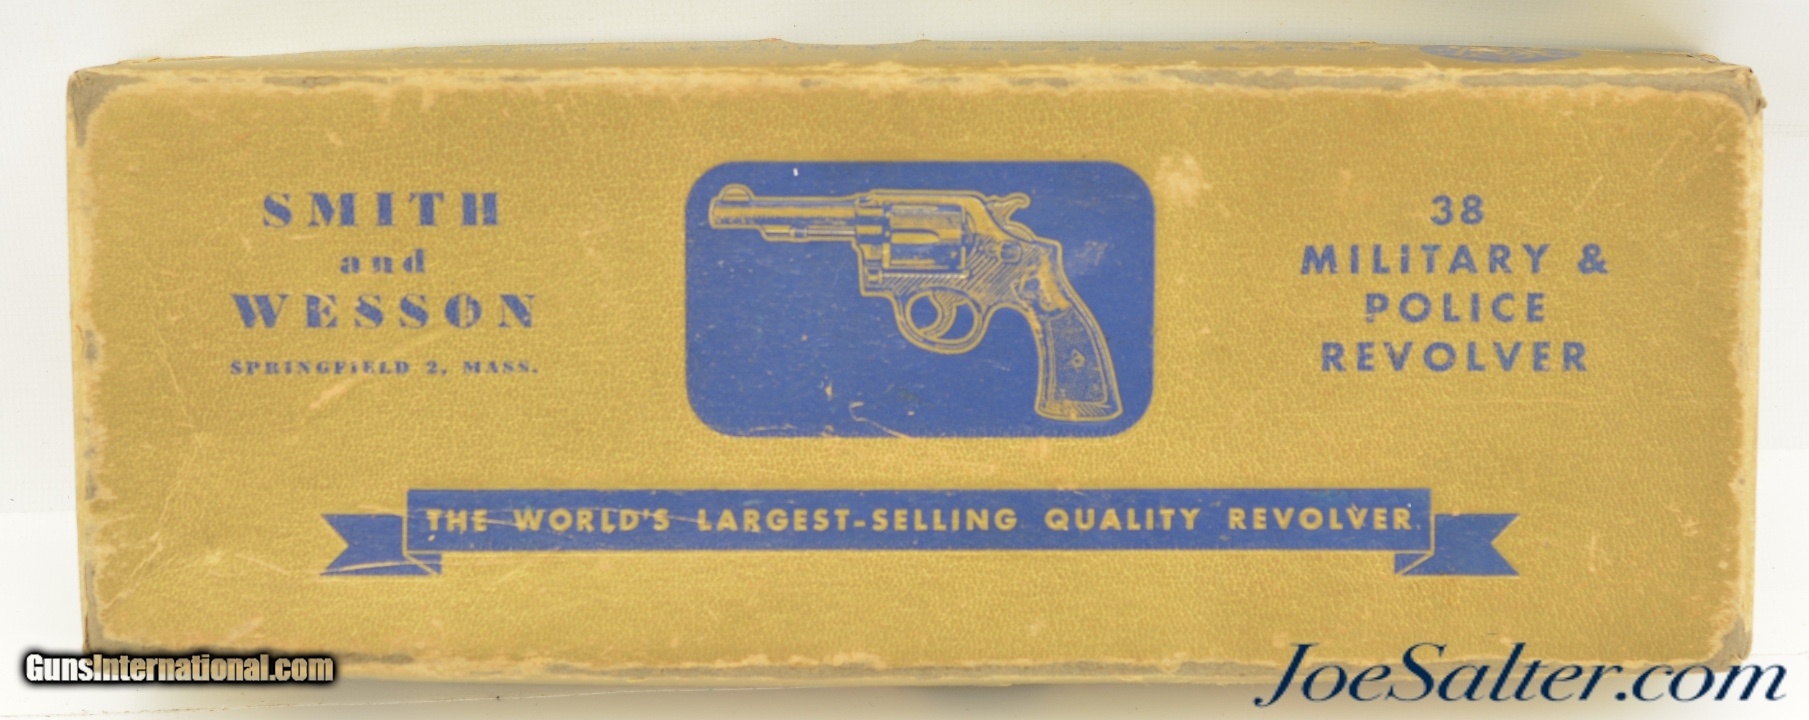 SMITH
and
WESSON
SPRINGFIELD 2, MASS.
38
MILITARY &
POLICE
REVOLVER
THE WORLD'S LARGEST-SELLING QUALITY REVOLVER
GunsInternational.com
JoeSalter.com